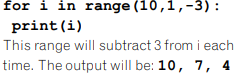 for i in range(10,1,-3):
 print(i)
This range will subtract 3 from i each
time. The output will be: 10, 7, 4